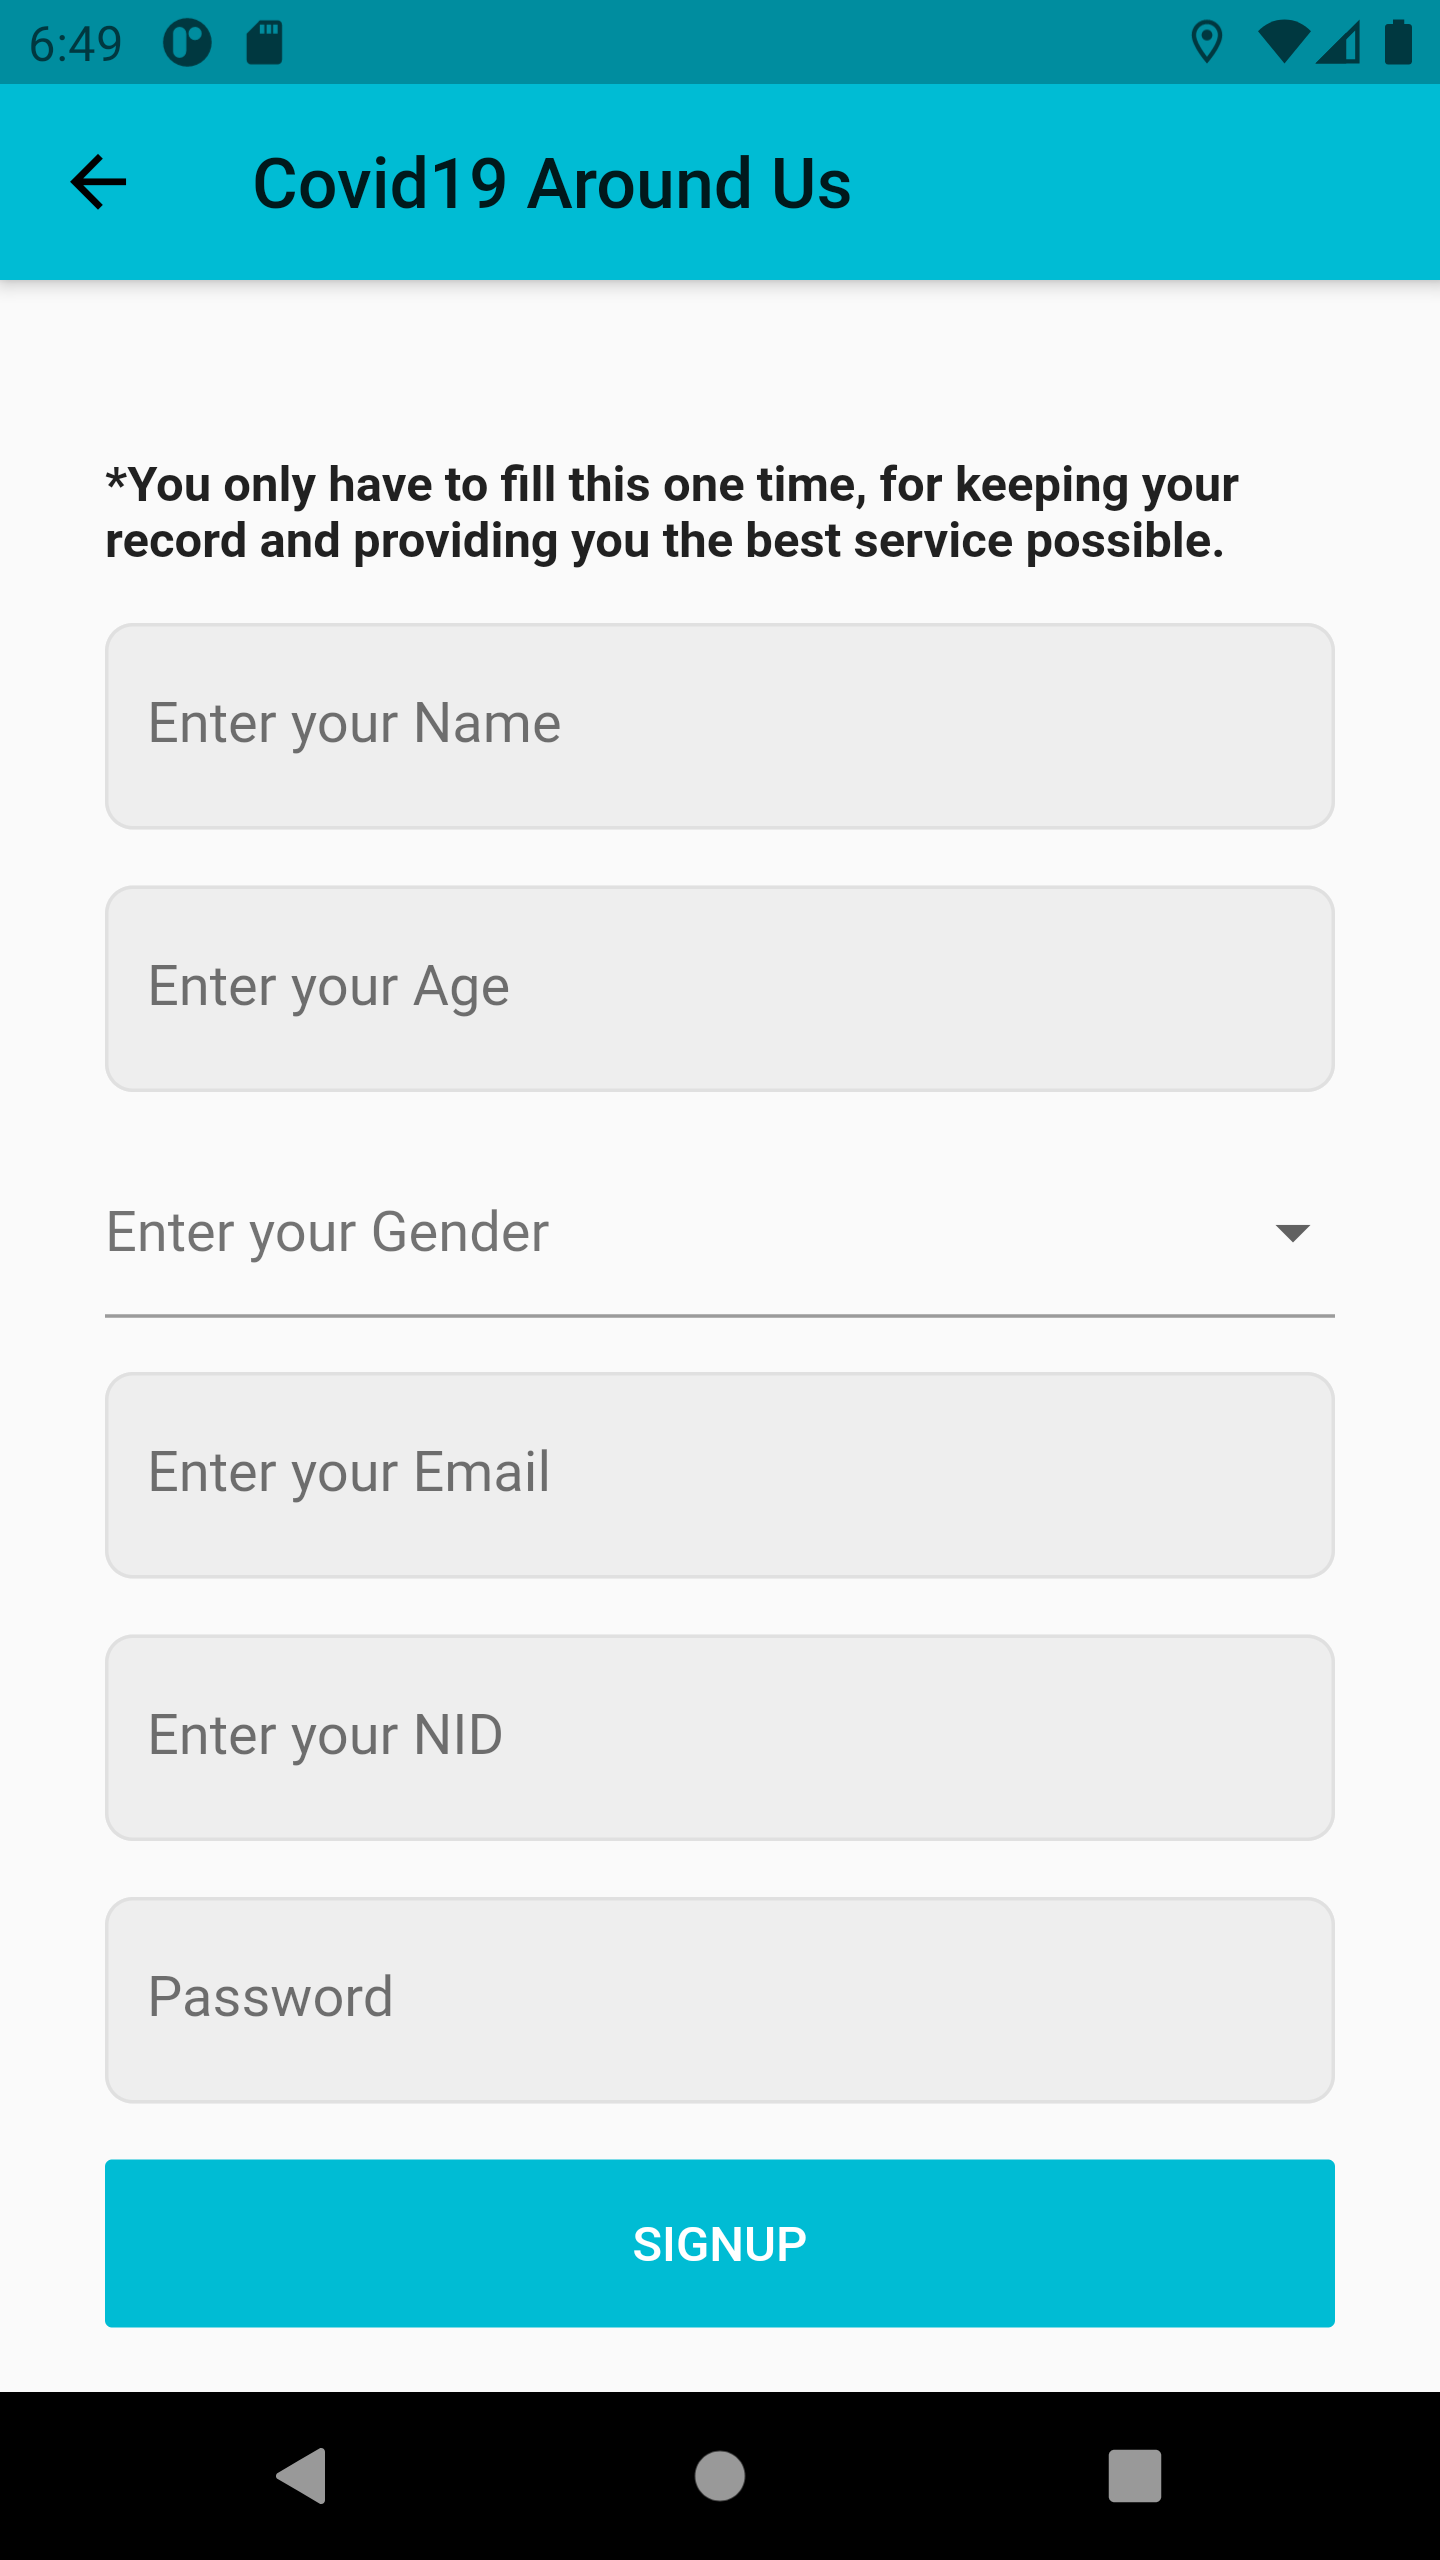 6:49
Covid19 Around Us
*You only have to fill this one time, for keeping your
record and providing you the best service possible.
Enter your Name
Enter your Age
Enter your Gender
Enter your Email
Enter your NID
Password
SIGNUP